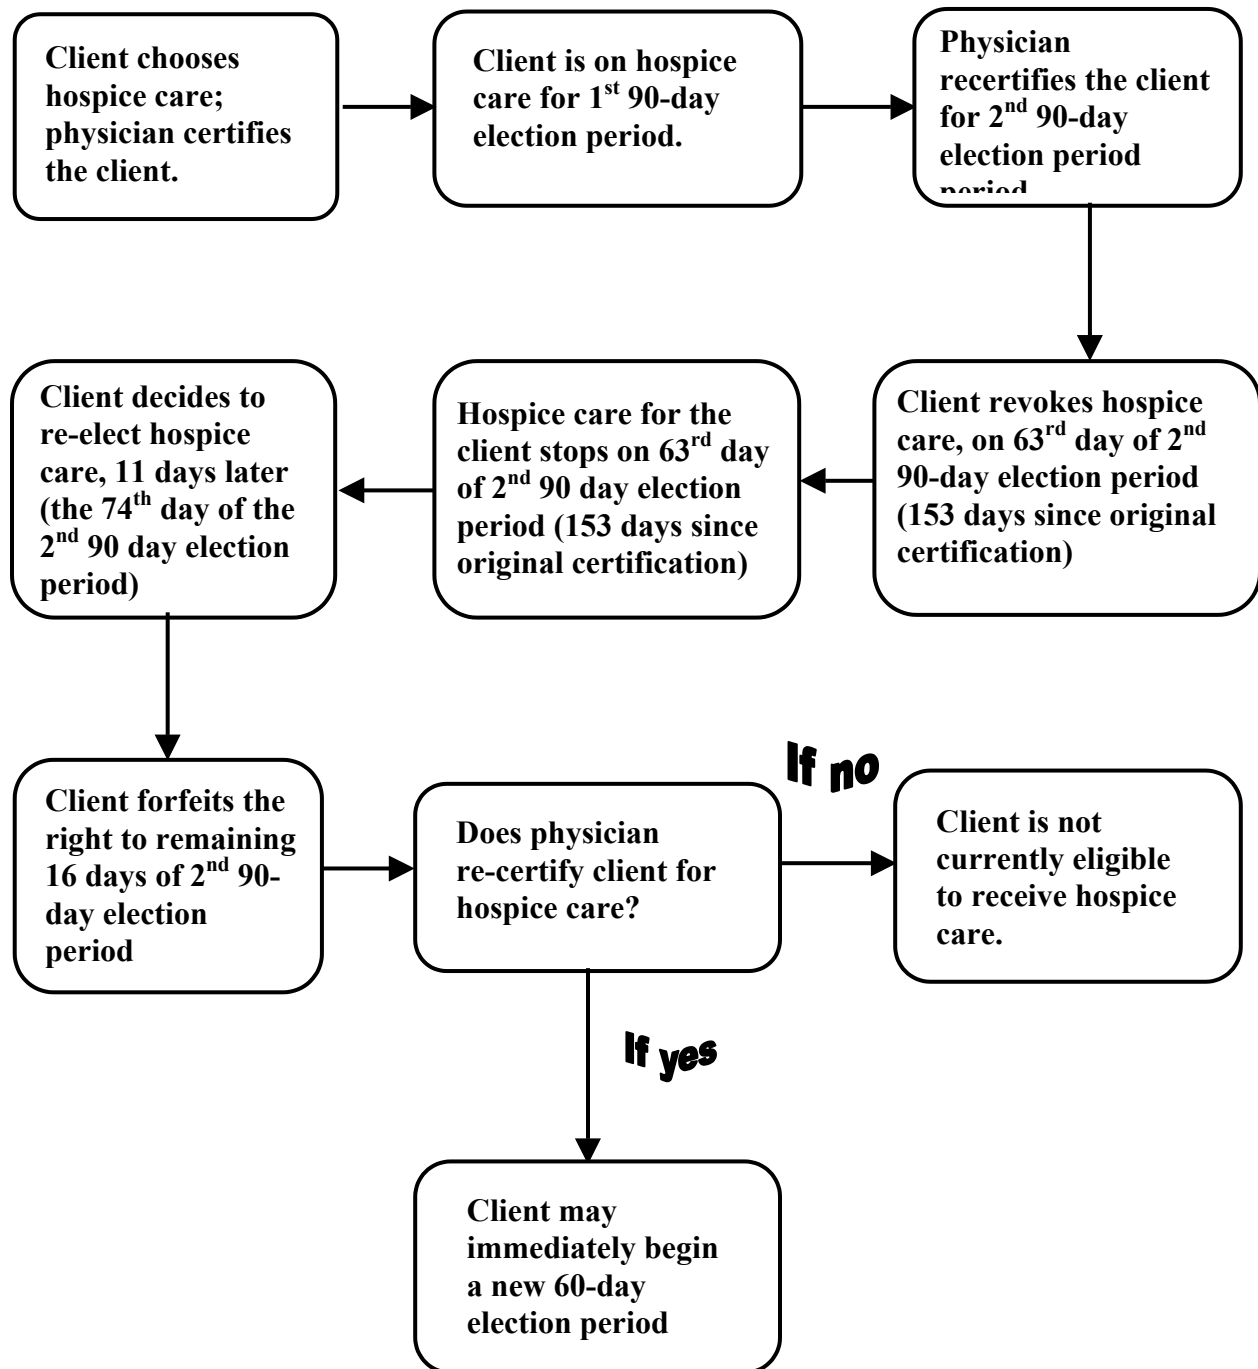 Client chooses
hospice care;
physician certifies
the client.
Client is on hospice
care for 1st 90-day
election period.
Physician
recertifies the client
for 2nd 90-day
election period
period
Client revokes hospice
care, on 63rd day of 2nd
90-day election period
(153 days since original
certification)
Hospice care for the
client stops on 63rd day
of 2nd 90 day election
period (153 days since
original certification)
Client decides to
re-elect hospice
care, 11 days later
(the 74th day of the
2nd 90 day election
period)
Client forfeits the
right to remaining
16 days of 2nd 90-
day election
period
Does physician
re-certify client for
hospice care?
If no
Client is not
currently eligible
to receive hospice
care.
If yes
Client may
immediately begin
a new 60-day
election period